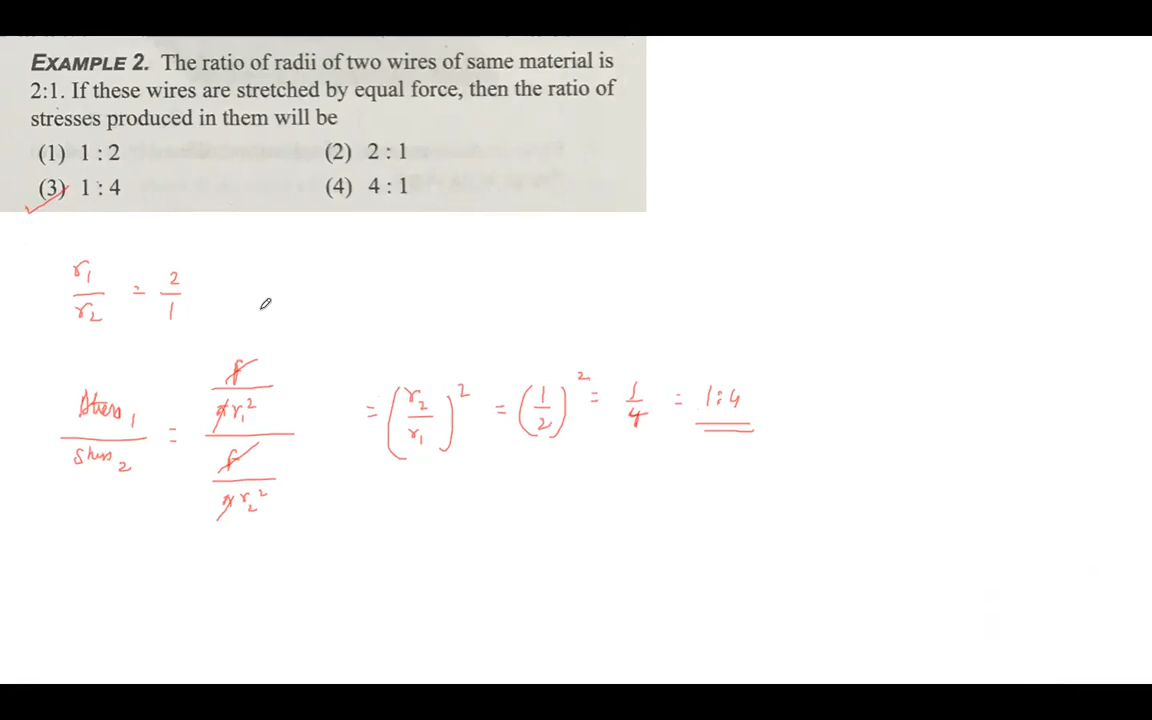 EXAMPLE 2. The ratio of radii of two wires of same material is
2:1. If these wires are stretched by equal force, then the ratio of
stresses produced in them will be
(1) 1 : 2 (2) 2 : 1
(3) 1 : 4 (4) 4 : 1
r₁/r₂ = 2/1
Stress₁/Stress₂ = (f/πr₁²)/(f/πr₂²) = (r₂/r₁)² = (1/2)² = 1/4 = 1:4